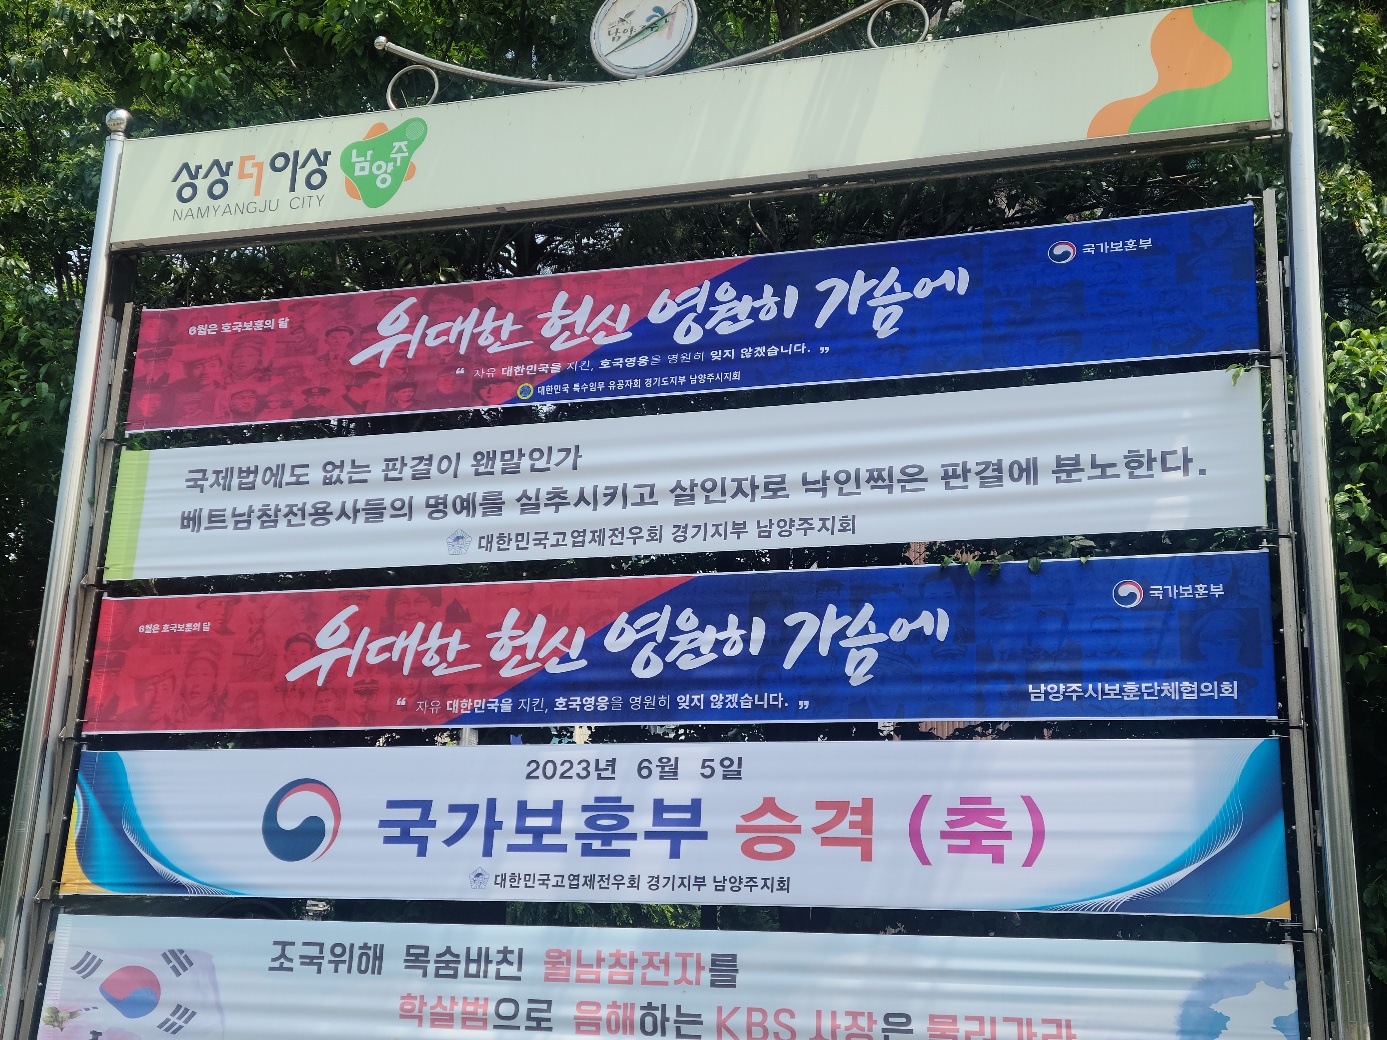 남양
상상 더 이상
남양주
NAMYANGJU CITY
6월은 호국보훈의 달
국가보훈부
위대한 헌신 영원히 가슴에
“ 자유 대한민국을 지킨, 호국영웅을 영원히 잊지 않겠습니다. ”
대한민국 특수임무 유공자회 경기도지부 남양주시지회
국제법에도 없는 판결이 왠말인가
베트남참전용사들의 명예를 실추시키고 살인자로 낙인찍은 판결에 분노한다.
대한민국고엽제전우회 경기지부 남양주지회
6월은 호국보훈의 달
국가보훈부
위대한 헌신 영원히 가슴에
“ 자유 대한민국을 지킨, 호국영웅을 영원히 잊지 않겠습니다. ”
남양주시보훈단체협의회
2023년 6월 5일
국가보훈부 승격 (축)
대한민국고엽제전우회 경기지부 남양주지회
조국위해 목숨바친 월남참전자를
학살범으로 음해하는 KBS 사장은 물러가라